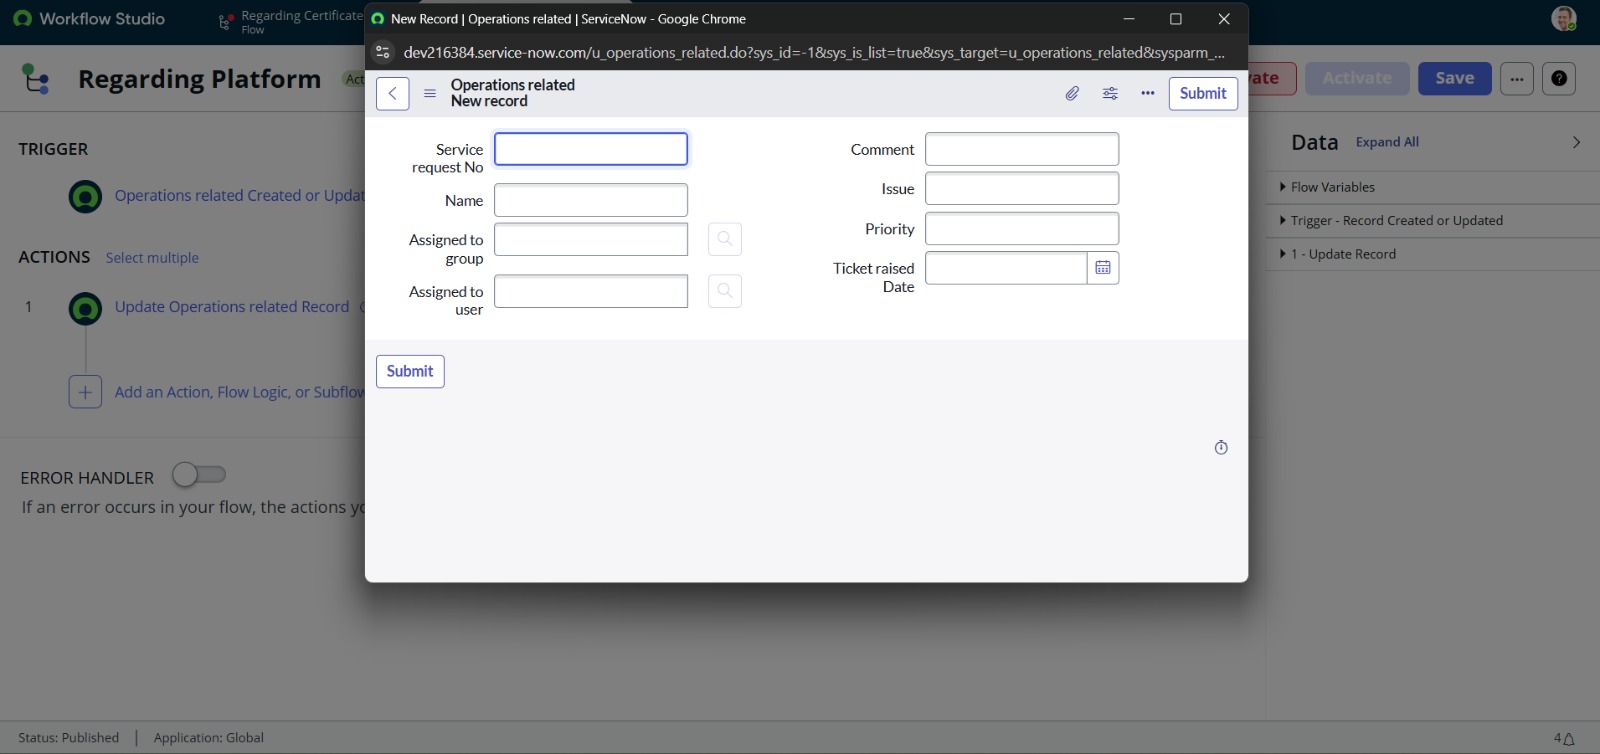 Workflow Studio
Regarding Certificate
Flow
New Record | Operations related | ServiceNow - Google Chrome
dev216384.service-now.com/u_operations_related.do?sys_id=-1&sys_is_list=true&sys_target=u_operations_related&sysparm_...
Regarding Platform
Operations related
New record
Submit
Activate
Save
?
TRIGGER
Operations related Created or
ACTIONS Select multiple
1 Update Operations related Record
Add an Action, Flow Logic, or Subflow
ERROR HANDLER
If an error occurs in your flow, the actions
Service
request No
Name
Assigned to
group
Assigned to
user
Comment
Issue
Priority
Ticket raised
Date
Submit
Data Expand All
Flow Variables
Trigger - Record Created or Updated
1 - Update Record
Status: Published | Application: Global
4